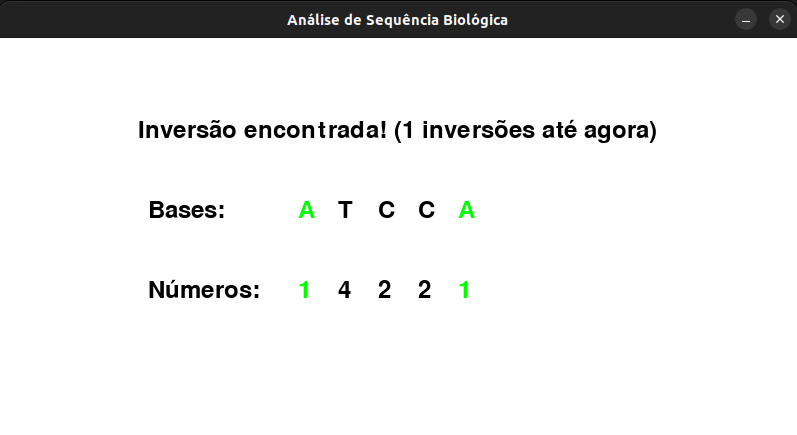 Análise de Sequência Biológica
Inversão encontrada! (1 inversões até agora)
Bases: A T C C A
Números: 1 4 2 2 1